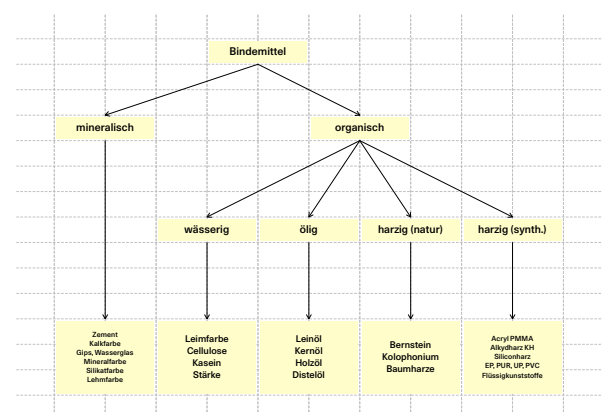 Bindemittel
mineralisch
organisch
wässerig
ölig
harzig (natur)
harzig (synth.)
Zement
Kalkfarbe
Gips, Wasserglas
Mineralfarbe
Silikatfarbe
Lehmfarbe
Leimfarbe
Cellulose
Kasein
Stärke
Leinöl
Kernöl
Holzöl
Distelöl
Bernstein
Kolophonium
Baumharze
Acryl PMMA
Alkydharz KH
Siliconharz
EP, PUR, UP, PVC
Flüssigkunststoffe